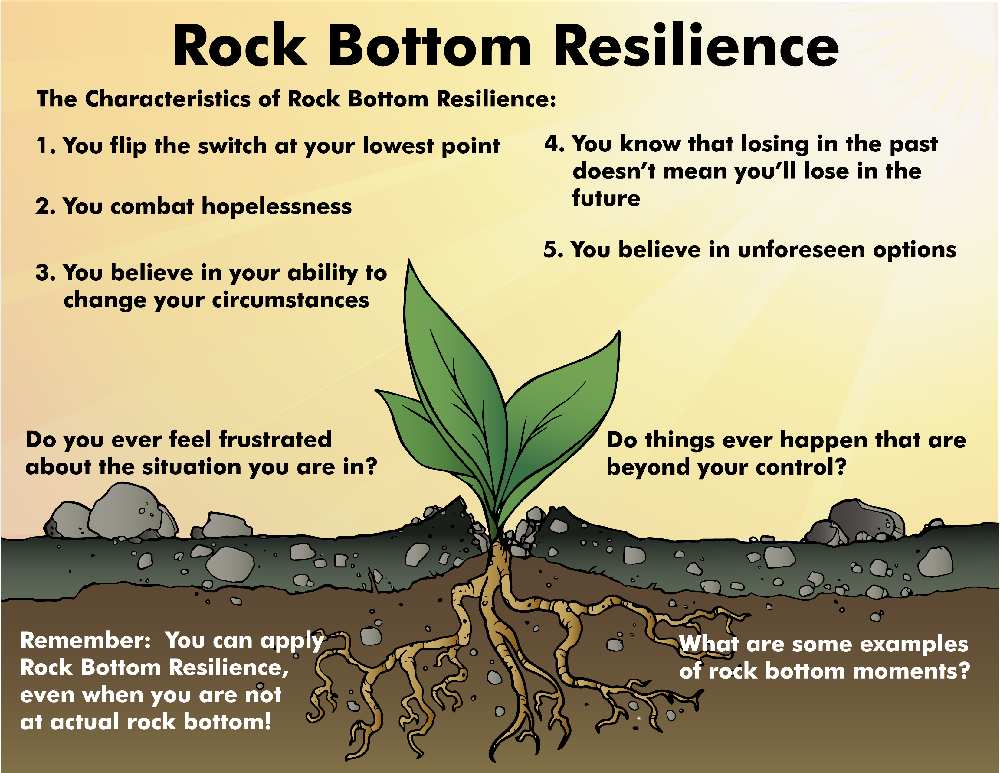 Rock Bottom Resilience
The Characteristics of Rock Bottom Resilience:
1. You flip the switch at your lowest point
2. You combat hopelessness
3. You believe in your ability to
change your circumstances
4. You know that losing in the past
doesn’t mean you’ll lose in the
future
5. You believe in unforeseen options
Do you ever feel frustrated
about the situation you are in?
Do things ever happen that are
beyond your control?
Remember:  You can apply
Rock Bottom Resilience,
even when you are not
at actual rock bottom!
What are some examples
of rock bottom moments?